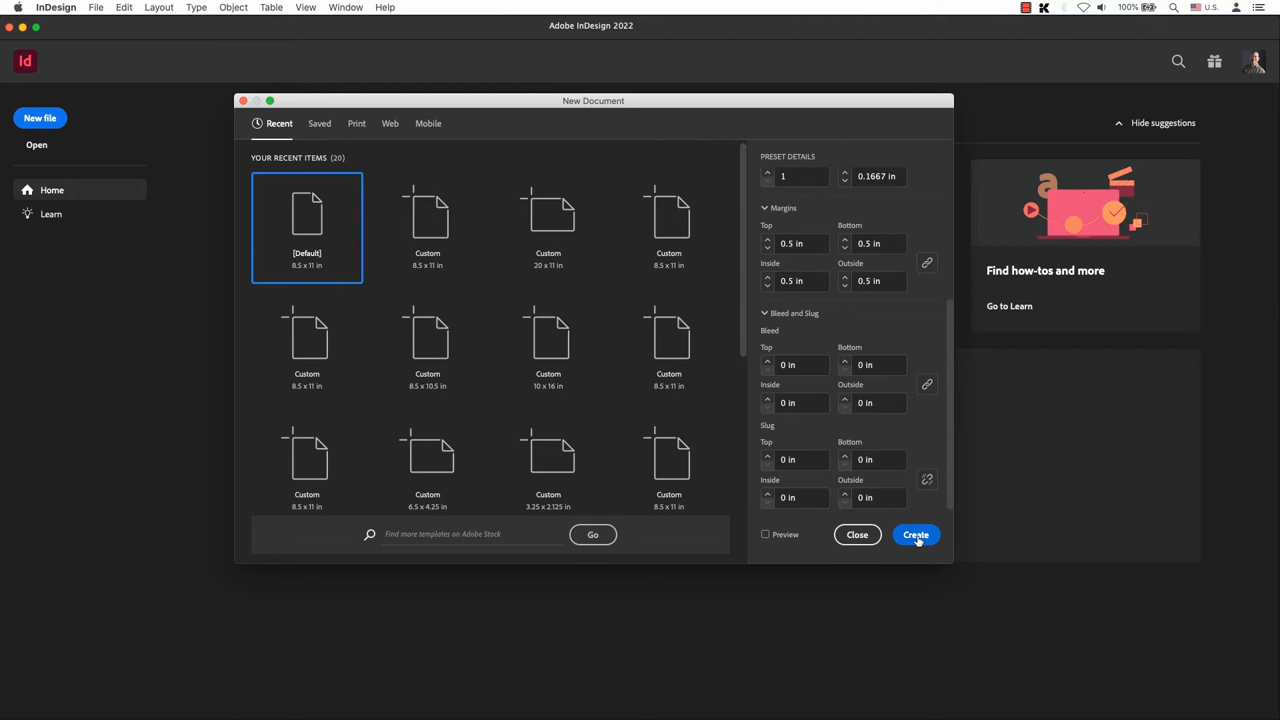 InDesign File Edit Layout Type Object Table View Window Help 100% U.S.
Adobe InDesign 2022
Id
New file
Open
Home
Learn
Hide suggestions
Find how-tos and more
Go to Learn
New Document
Recent Saved Print Web Mobile
YOUR RECENT ITEMS (20)
[Default]
8.5 x 11 in
Custom
8.5 x 11 in
Custom
20 x 11 in
Custom
8.5 x 11 in
Custom
8.5 x 11 in
Custom
8.5 x 10.5 in
Custom
10 x 16 in
Custom
8.5 x 11 in
Custom
8.5 x 11 in
Custom
6.5 x 4.25 in
Custom
3.25 x 2.125 in
Custom
8.5 x 11 in
Find more templates on Adobe Stock
Go
PRESET DETAILS
1 0.1667 in
Margins
Top Bottom
0.5 in 0.5 in
Inside Outside
0.5 in 0.5 in
Bleed and Slug
Bleed
Top Bottom
0 in 0 in
Inside Outside
0 in 0 in
Slug
Top Bottom
0 in 0 in
Inside Outside
0 in 0 in
Preview Close Create